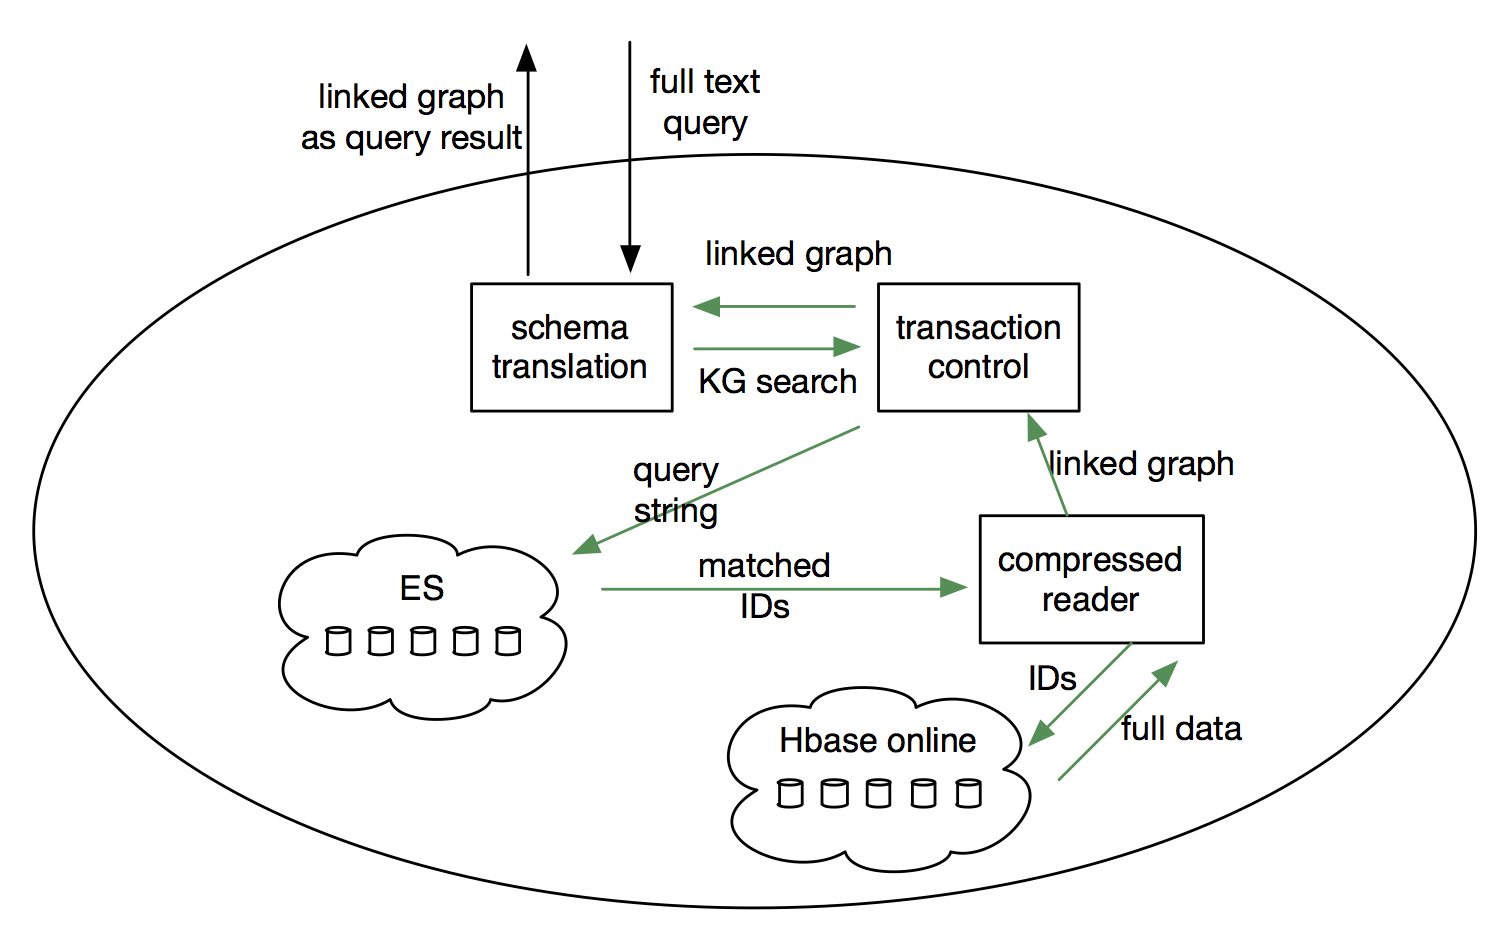 linked graph
as query result
full text
query
linked graph
schema
translation
transaction
control
KG search
query
string
linked graph
matched
IDs
compressed
reader
ES
IDs
full data
Hbase online